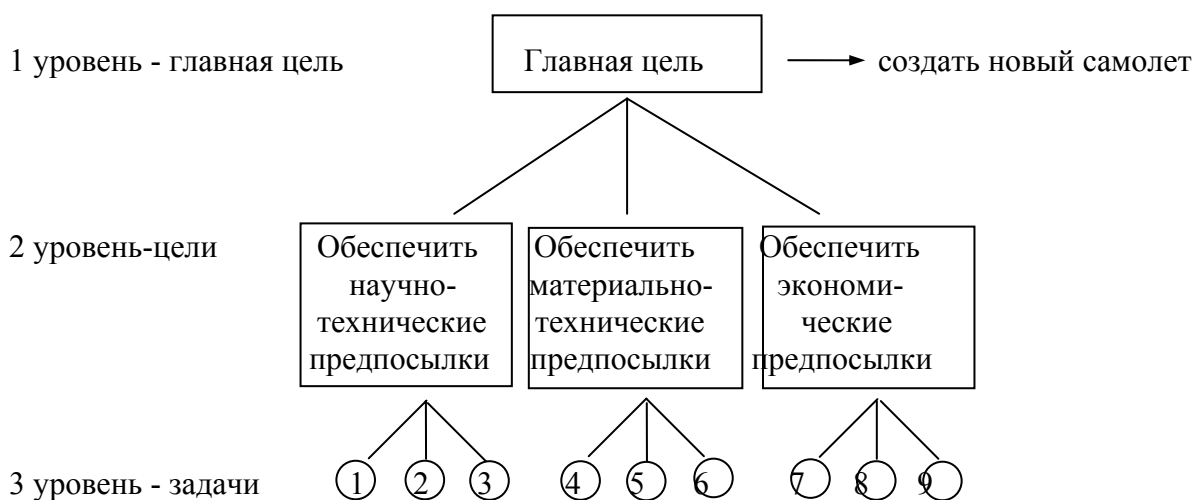 1 уровень - главная цель
Главная цель
создать новый самолет
2 уровень-цели
Обеспечить
научно-
технические
предпосылки
Обеспечить
материально-
технические
предпосылки
Обеспечить
экономи-
ческие
предпосылки
3 уровень - задачи
1 2 3 4 5 6 7 8 9